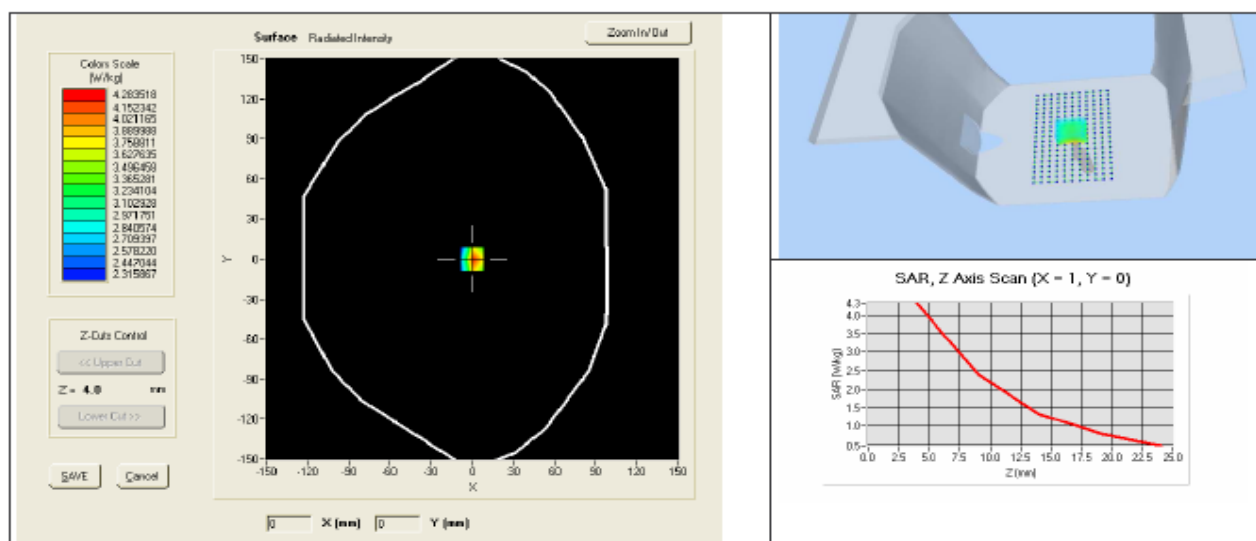 Surface Radiated Intensity
Zoom In/Out
Colors Scale
(W/kg)
4.283518
4.152342
4.021165
3.889988
3.758811
3.627635
3.496458
3.365281
3.234104
3.102928
2.971751
2.840574
2.709397
2.578220
2.447044
2.315867
Z-Cuts Control
<< Upper Cut
Z = 4.0 mm
Lower Cut >>
SAVE Cancel
150
120
90
60
30
0
-30
-60
-90
-120
-150
Y
-150 -120 -90 -60 -30 0 30 60 90 120 150
X
0 X (mm) 0 Y (mm)
SAR, Z Axis Scan (X = 1, Y = 0)
4.3
4.0
3.5
3.0
2.5
2.0
1.5
1.0
0.5
SAR (W/kg)
0.0 2.5 5.0 7.5 10.0 12.5 15.0 17.5 20.0 22.5 25.0
Z (mm)